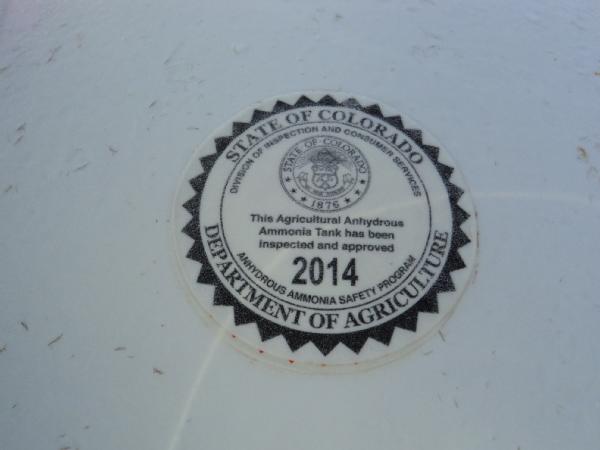 STATE OF COLORADO
DIVISION OF INSPECTION AND CONSUMER SERVICES
STATE OF COLORADO
1876
This Agricultural Anhydrous
Ammonia Tank has been
inspected and approved
2014
ANHYDROUS AMMONIA SAFETY PROGRAM
DEPARTMENT OF AGRICULTURE